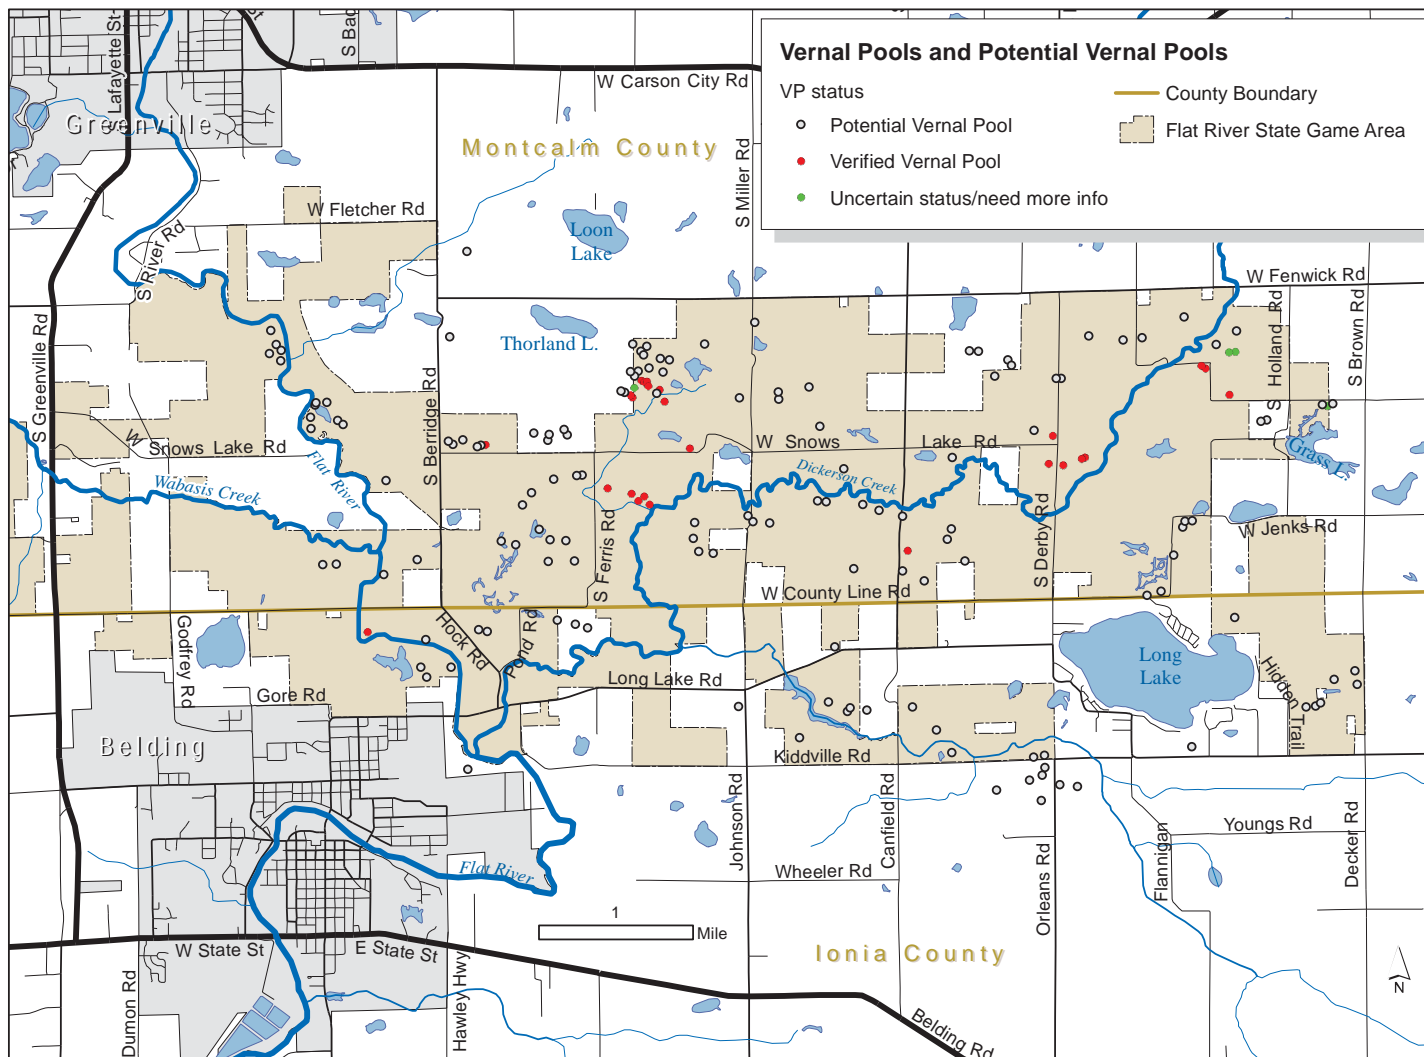 Vernal Pools and Potential Vernal Pools
VP status
Potential Vernal Pool
Verified Vernal Pool
Uncertain status/need more info
County Boundary
Flat River State Game Area
S Lafayette St
St
S Bad
W Carson City Rd
Greenville
Montcalm County
S Miller Rd
W Fletcher Rd
Loon
Lake
S River Rd
W Fenwick Rd
S Greenville Rd
Thorland L.
S Berridge Rd
S Holland Rd
S Brown Rd
W Snows Lake Rd
W Snows Lake Rd
Flat River
Dickerson Creek
Grass L.
Wabasis Creek
S Ferris Rd
S Derby Rd
W Jenks Rd
W County Line Rd
Godfrey Rd
Hock Rd
Pond Rd
Long
Lake
Long Lake Rd
Gore Rd
Hidden Trail
Belding
Kiddville Rd
Johnson Rd
Canfield Rd
Youngs Rd
Decker Rd
Flat River
Wheeler Rd
Orleans Rd
Flannigan
1
Mile
W State St
E State St
Ionia County
Dumon Rd
Hawley Hwy
Belding Rd
N